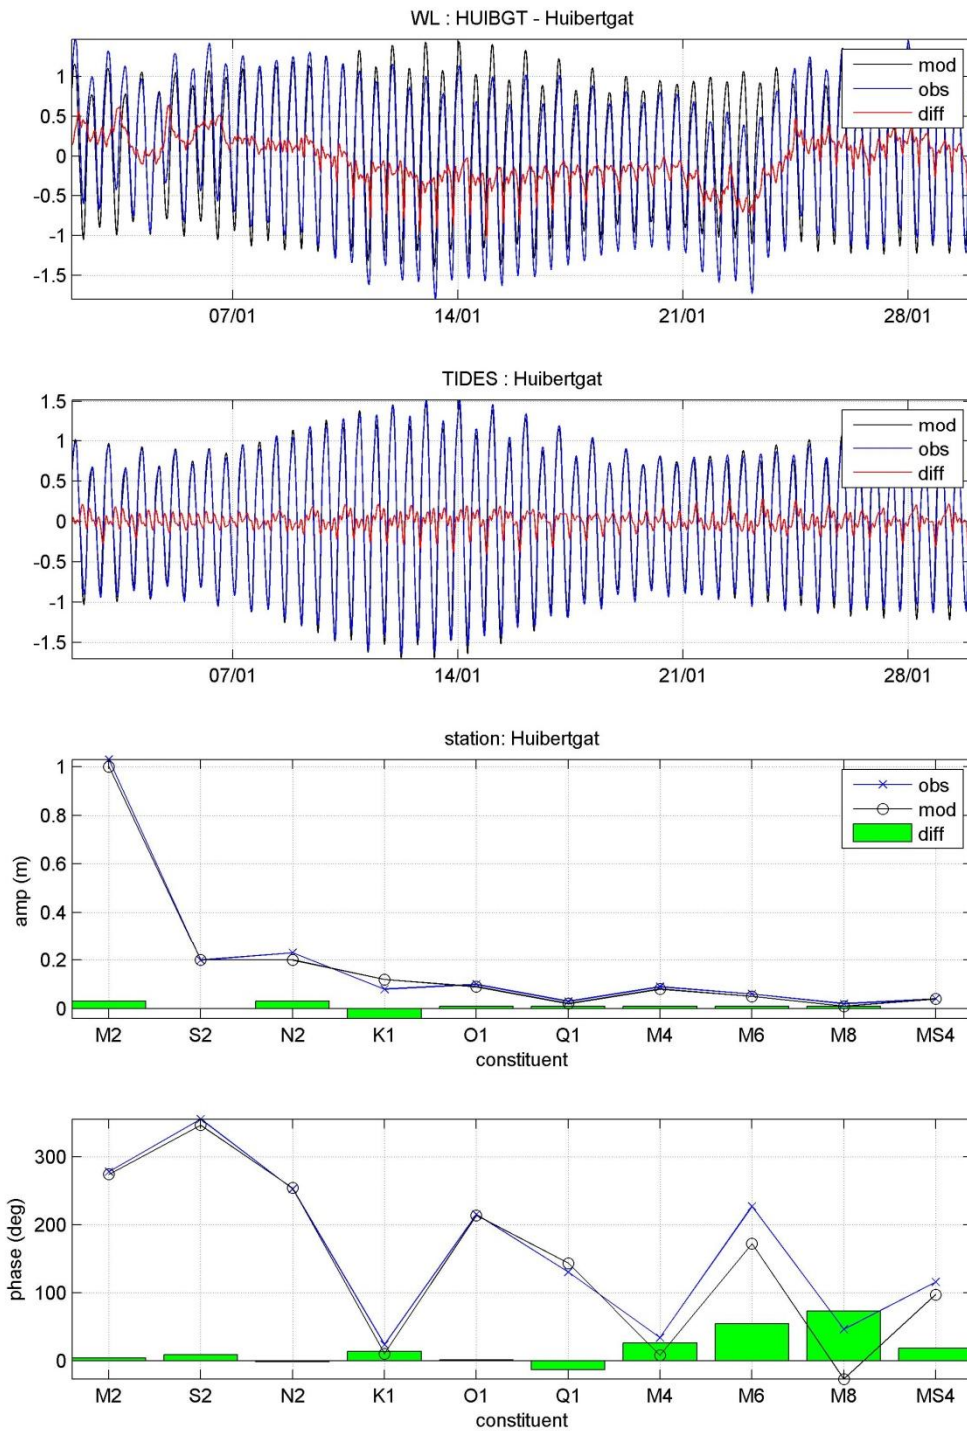 WL : HUIBGT - Huibertgat
1
0.5
0
-0.5
-1
-1.5
mod
obs
diff
07/01 14/01 21/01 28/01
TIDES : Huibertgat
1.5
1
0.5
0
-0.5
-1
-1.5
mod
obs
diff
07/01 14/01 21/01 28/01
station: Huibertgat
amp (m)
1
0.8
0.6
0.4
0.2
0
obs
mod
diff
M2 S2 N2 K1 O1 Q1 M4 M6 M8 MS4
constituent
phase (deg)
300
200
100
0
M2 S2 N2 K1 O1 Q1 M4 M6 M8 MS4
constituent